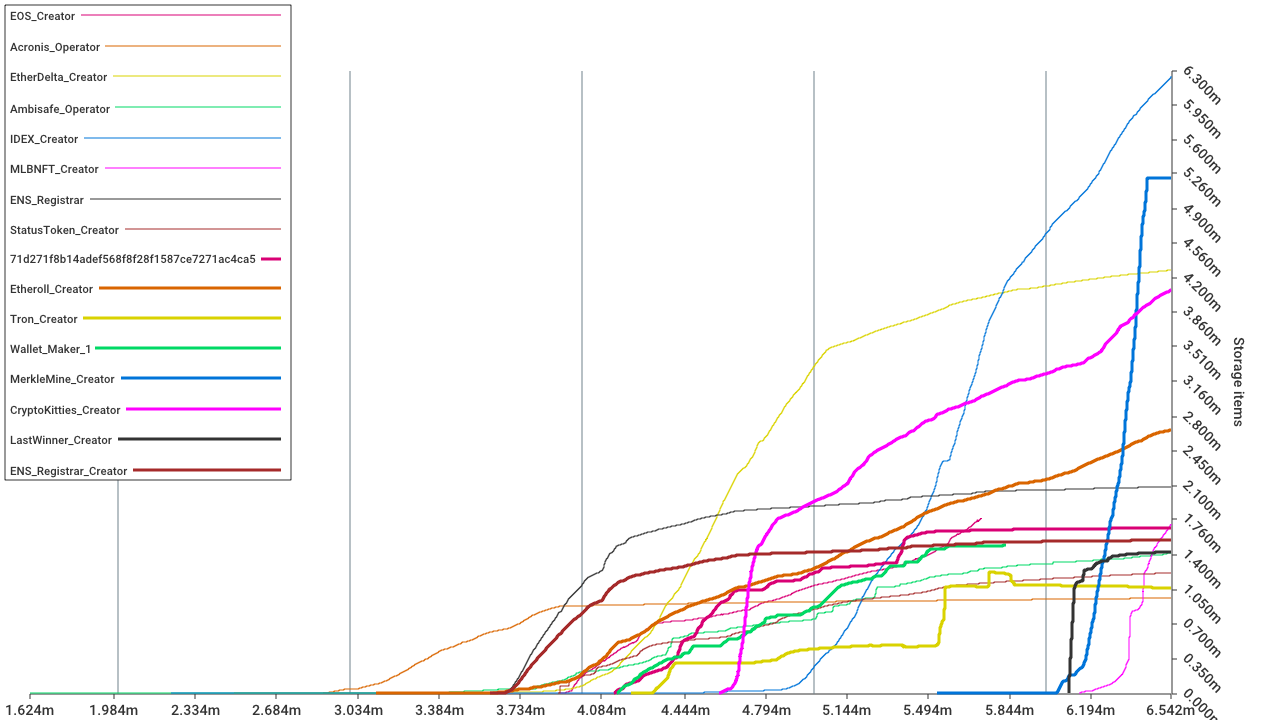 EOS_Creator
Acronis_Operator
EtherDelta_Creator
Ambisafe_Operator
IDEX_Creator
MLBNFT_Creator
ENS_Registrar
StatusToken_Creator
71d271f8b14adef568f8f28f1587ce7271ac4ca5
Etheroll_Creator
Tron_Creator
Wallet_Maker_1
MerkleMine_Creator
CryptoKitties_Creator
LastWinner_Creator
ENS_Registrar_Creator
6.300m
5.950m
5.600m
5.260m
4.900m
4.560m
4.200m
3.860m
3.510m
3.160m
2.800m
2.450m
2.100m
1.760m
1.400m
1.050m
0.700m
0.350m
0.000m
Storage items
1.624m 1.984m 2.334m 2.684m 3.034m 3.384m 3.734m 4.084m 4.444m 4.794m 5.144m 5.494m 5.844m 6.194m 6.542m